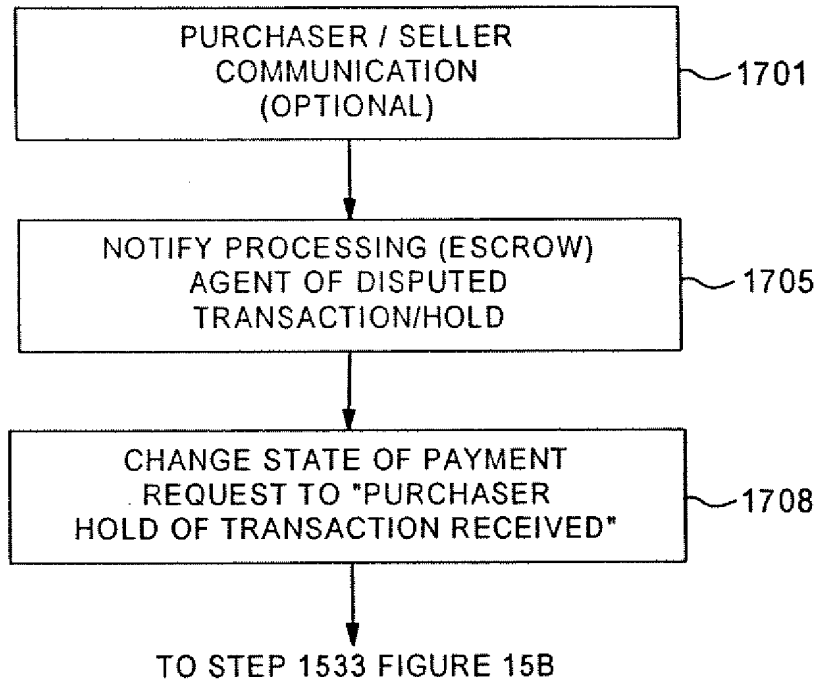 PURCHASER / SELLER
COMMUNICATION
(OPTIONAL)
1701
NOTIFY PROCESSING (ESCROW)
AGENT OF DISPUTED
TRANSACTION/HOLD
1705
CHANGE STATE OF PAYMENT
REQUEST TO "PURCHASER
HOLD OF TRANSACTION RECEIVED"
1708
TO STEP 1533 FIGURE 15B